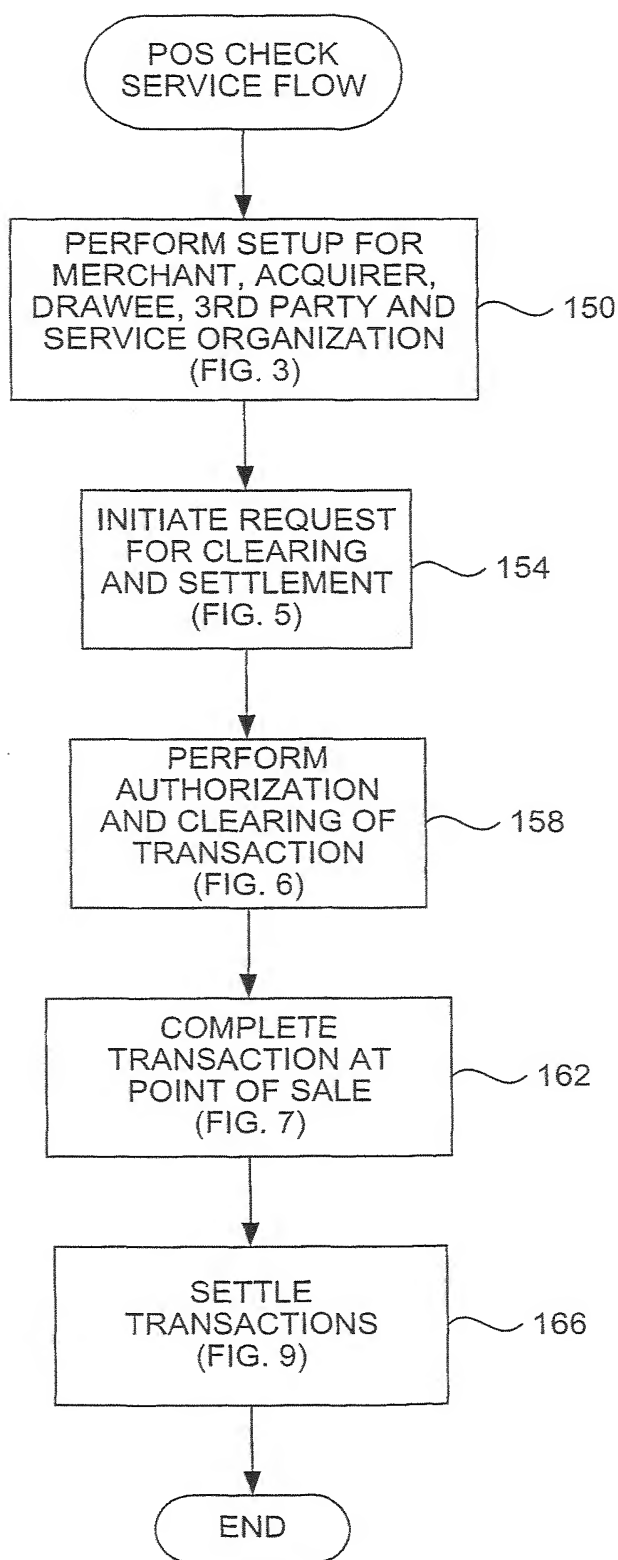 POS CHECK
SERVICE FLOW
PERFORM SETUP FOR
MERCHANT, ACQUIRER,
DRAWEE, 3RD PARTY AND
SERVICE ORGANIZATION
(FIG. 3)
150
INITIATE REQUEST
FOR CLEARING
AND SETTLEMENT
(FIG. 5)
154
PERFORM
AUTHORIZATION
AND CLEARING OF
TRANSACTION
(FIG. 6)
158
COMPLETE
TRANSACTION AT
POINT OF SALE
(FIG. 7)
162
SETTLE
TRANSACTIONS
(FIG. 9)
166
END